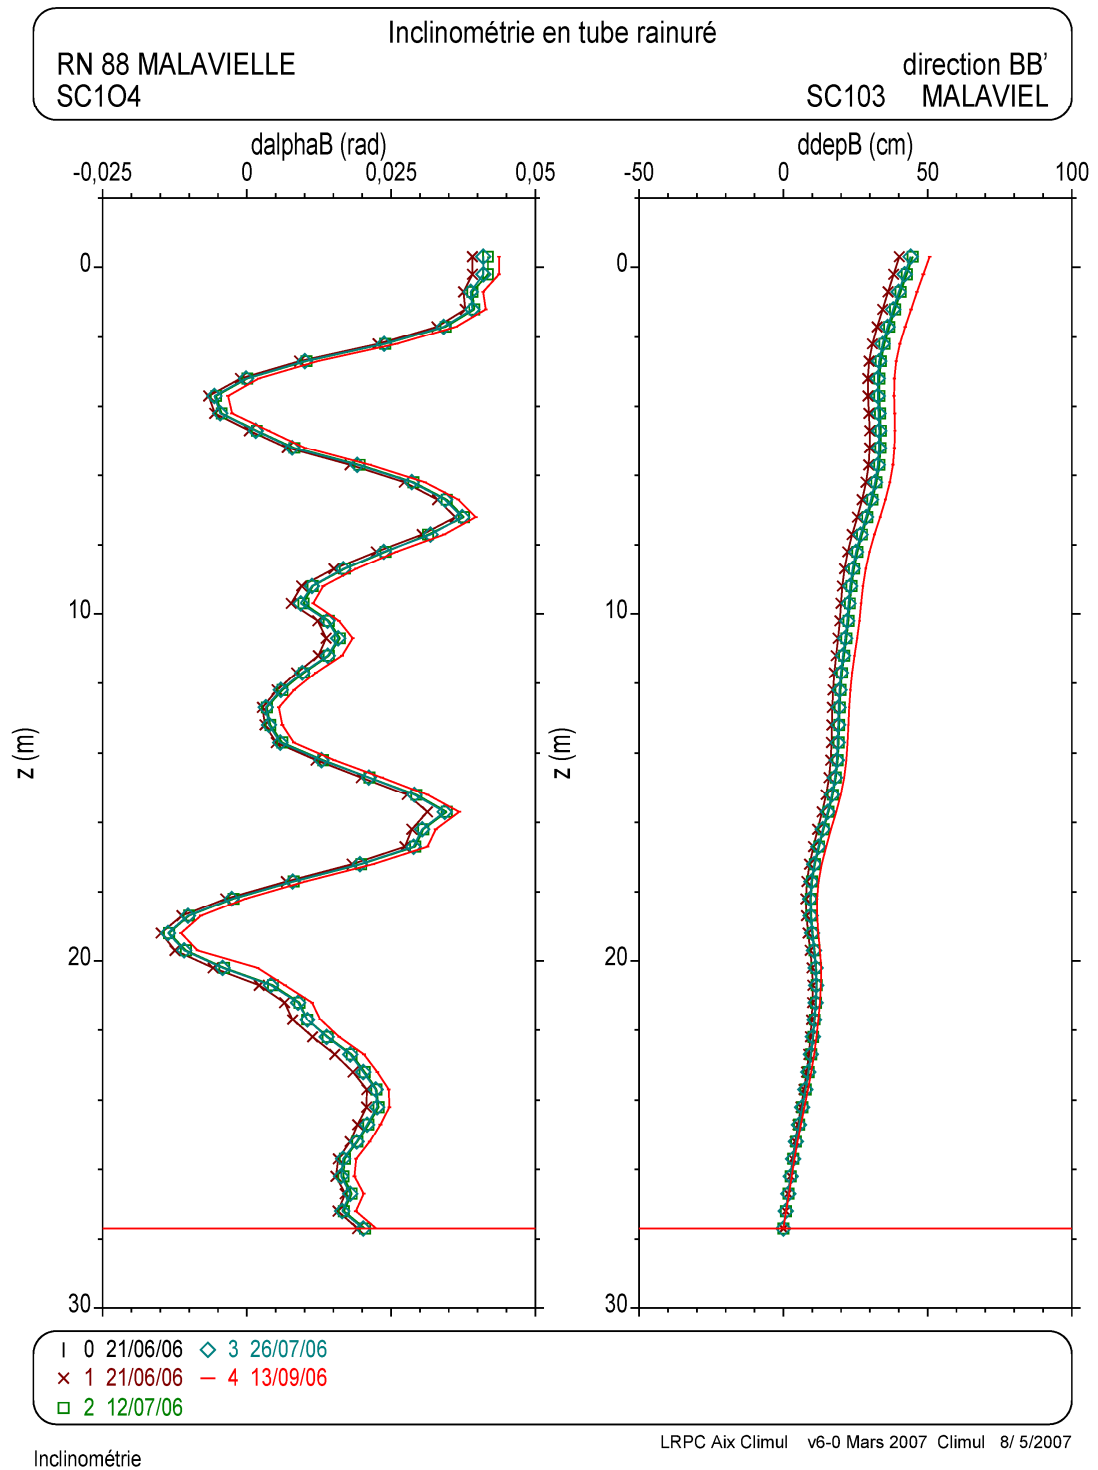 Inclinométrie en tube rainuré
RN 88 MALAVIELLE
direction BB'
SC1O4
SC103 MALAVIEL
dalphaB (rad)
ddepB (cm)
-0,025 0 0,025 0,05
-50 0 50 100
0
10
20
30
z (m)
0
10
20
30
z (m)
0 21/06/06
3 26/07/06
1 21/06/06
4 13/09/06
2 12/07/06
LRPC Aix Climul v6-0 Mars 2007 Climul 8/ 5/2007
Inclinométrie